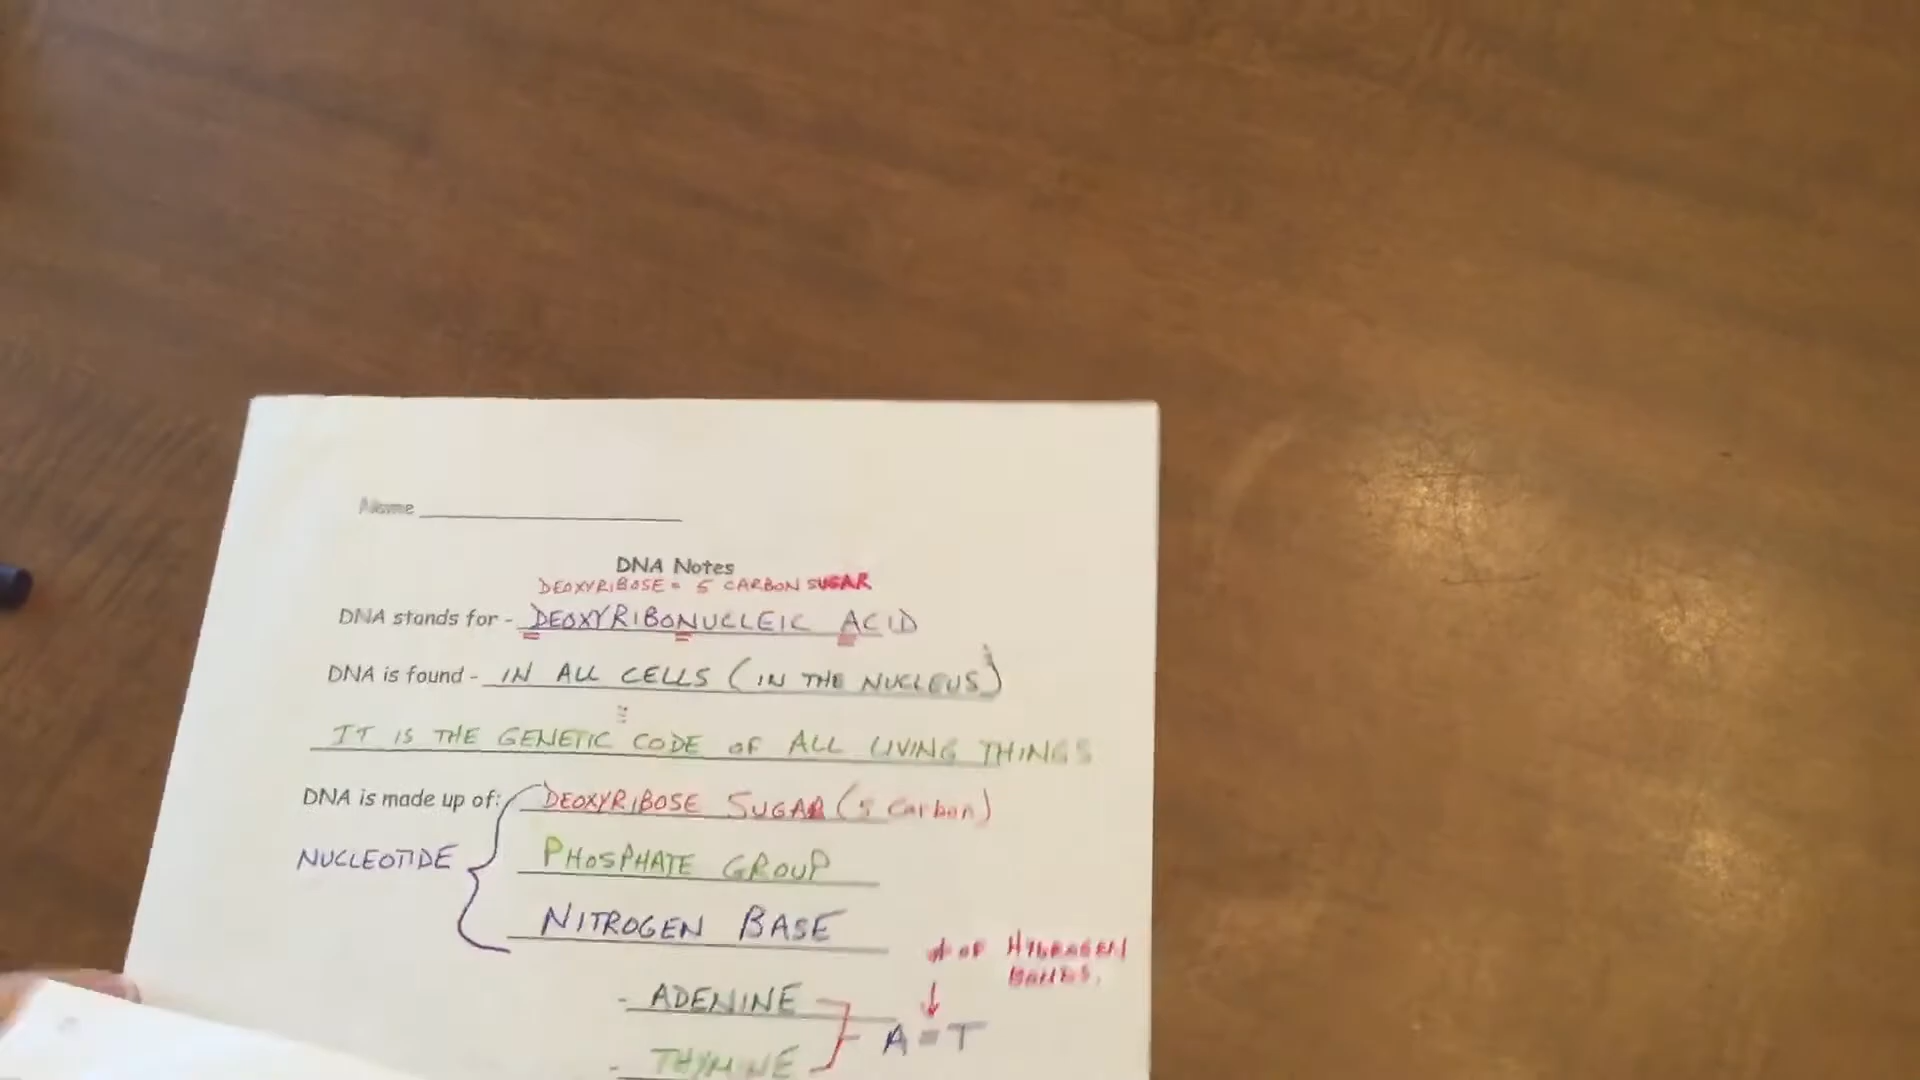 Name
DNA Notes
DEOXYRIBOSE = 5 CARBON SUGAR
DNA stands for - DEOXYRIBONUCLEIC ACID
DNA is found - IN ALL CELLS (IN THE NUCLEUS)
IT IS THE GENETIC CODE OF ALL LIVING THINGS
DNA is made up of: DEOXYRIBOSE SUGAR (5 Carbon)
NUCLEOTIDE PHOSPHATE GROUP
NITROGEN BASE
# OF HYDROGEN
BONDS.
- ADENINE
A = T
- THYMINE